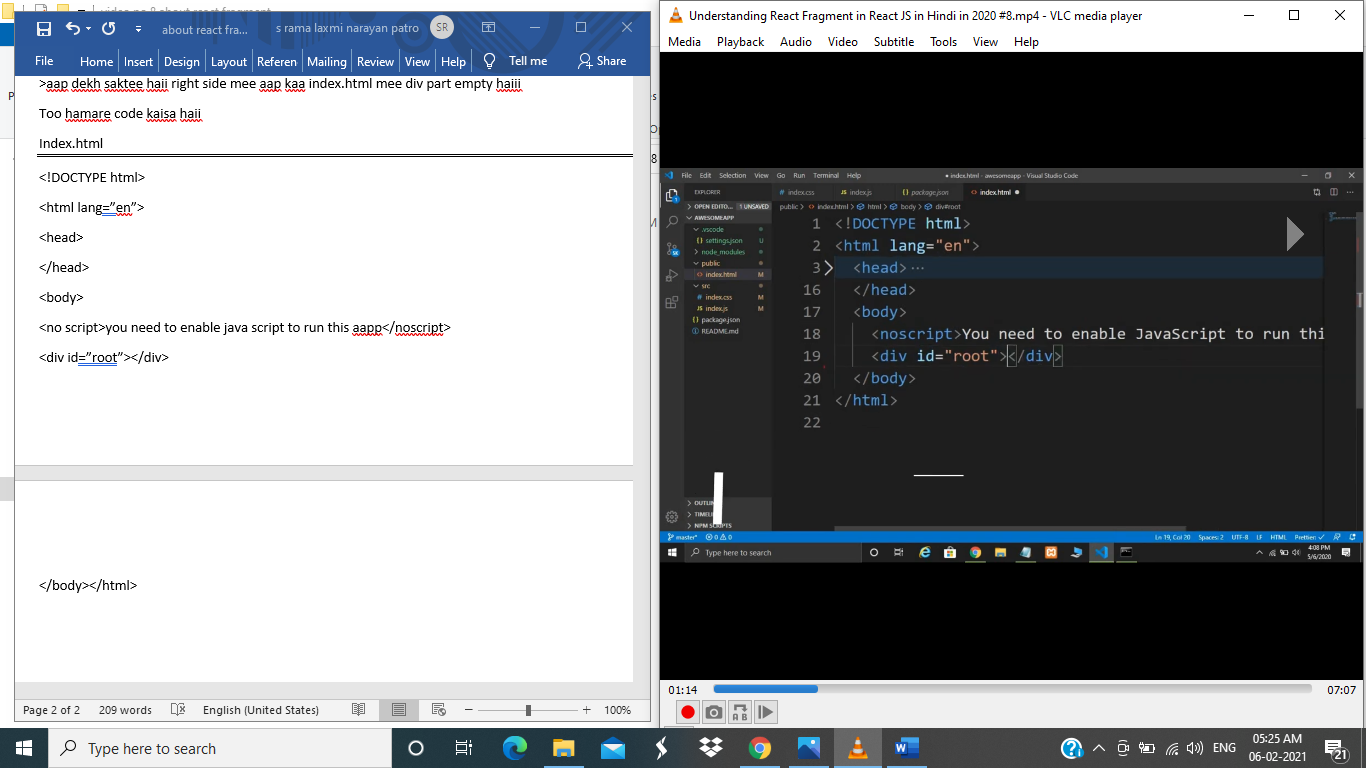 video no 8 about react fragment
about react fra... s rama laxmi narayan patro SR
File Home Insert Design Layout Referen Mailing Review View Help Tell me Share
>aap dekh saktee haii right side mee aap kaa index.html mee div part empty haiii
Too hamare code kaisa haii
Index.html
<!DOCTYPE html>
<html lang=”en”>
<head>
</head>
<body>
<no script>you need to enable java script to run this aapp</noscript>
<div id=”root”></div>
</body></html>
Page 2 of 2 209 words English (United States) 100%
Understanding React Fragment in React JS in Hindi in 2020 #8.mp4 - VLC media player
Media Playback Audio Video Subtitle Tools View Help
File Edit Selection View Go Run Terminal Help ● index.html - awesomeapp - Visual Studio Code
EXPLORER # index.css JS index.js {} package.json <> index.html ●
> OPEN EDITO... 1 UNSAVED public > <> index.html > html > body > div#root
AWESOMEAPP
.vscode
{} settings.json U
> node_modules
public
<> index.html M
src
# index.css M
JS index.js M
{} package.json
README.md
> OUTLIN
> TIMELI
> NPM SCRIPTS
1 <!DOCTYPE html>
2 <html lang="en">
3 <head> ...
16 </head>
17 <body>
18 <noscript>You need to enable JavaScript to run thi
19 <div id="root"></div>
20 </body>
21 </html>
22
master* 0 0 Ln 19, Col 20 Spaces: 2 UTF-8 LF HTML Prettier: ✓
Type here to search 4:08 PM
5/6/2020
01:14 07:07
Type here to search ENG 05:25 AM
06-02-2021 21